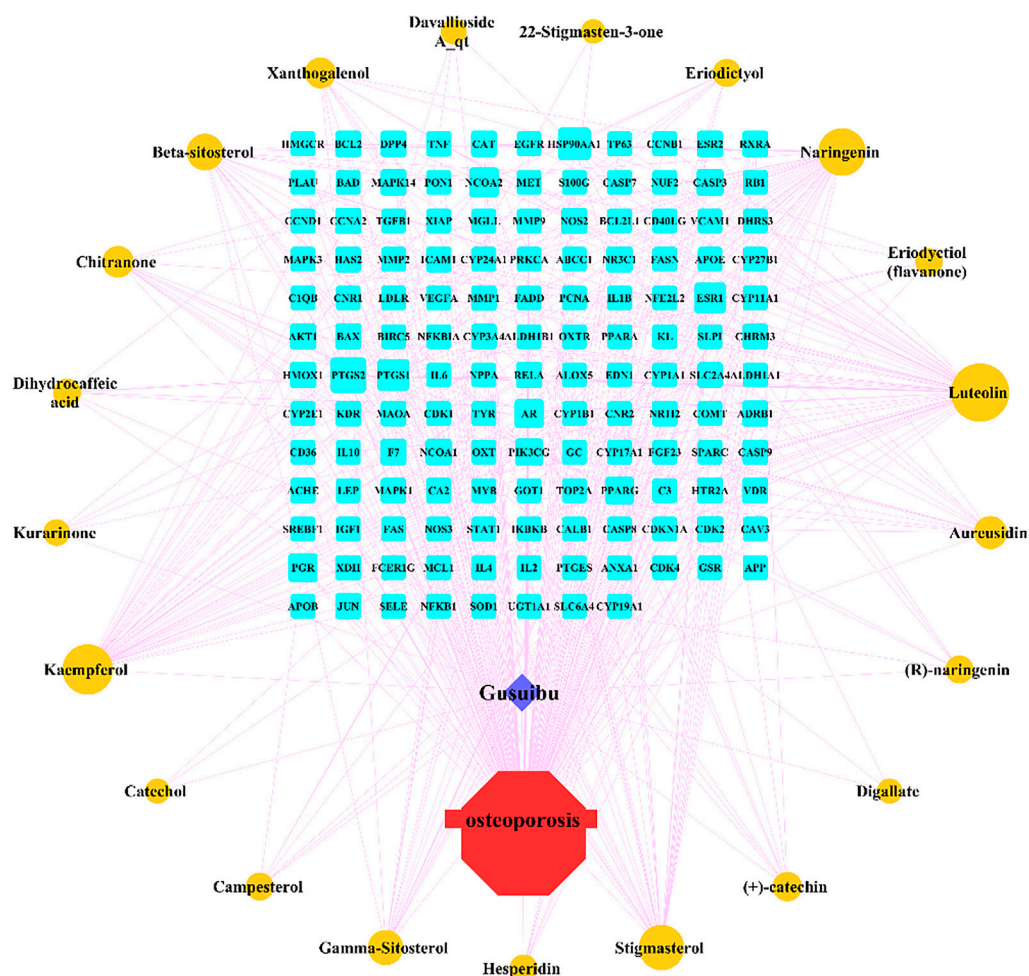 Davallioside
A_qt
22-Stigmasten-3-one
Xanthogalenol
Eriodictyol
Beta-sitosterol
Naringenin
Chitranone
Eriodyctiol
(flavanone)
Dihydrocaffeic
acid
Luteolin
Kurarinone
Aureusidin
Kaempferol
(R)-naringenin
Catechol
Digallate
Campesterol
(+)-catechin
Gamma-Sitosterol
Hesperidin
Stigmasterol
HMGCR BCL2 DPP4 TNF CAT EGFR HSP90AA1 TP63 CCNB1 ESR2 RXRA
PLAU BAD MAPK14 PON1 NCOA2 MET S100G CASP7 NUF2 CASP3 RB1
CCND1 CCNA2 TGFB1 XIAP MGLL MMP9 NOS2 BCL2L1 CD40LG VCAM1 DHRS3
MAPK3 HAS2 MMP2 ICAM1 CYP24A1 PRKCA ABCC1 NR3C1 FASN APOE CYP27B1
C1QB CNR1 LDLR VEGFA MMP1 FADD PCNA IL1B NFE2L2 ESR1 CYP11A1
AKT1 BAX BIRC5 NFKBIA CYP3A4 ALDH1B1 OXTR PPARA KL SLPI CHRM3
HMOX1 PTGS2 PTGS1 IL6 NPPA RELA ALOX5 EDN1 CYP1A1 SLC2A4 ALDH1A1
CYP2E1 KDR MAOA CDK1 TYR AR CYP1B1 CNR2 NR1I2 COMT ADRB1
CD36 IL10 F7 NCOA1 OXT PIK3CG GC CYP17A1 FGF23 SPARC CASP9
ACHE LEP MAPK1 CA2 MYB GOT1 TOP2A PPARG C3 HTR2A VDR
SREBF1 IGF1 FAS NOS3 STAT1 IKBKB CALB1 CASP8 CDKN1A CDK2 CAV3
PGR XDH FCER1G MCL1 IL4 IL2 PTGES ANXA1 CDK4 GSR APP
APOB JUN SELE NFKB1 SOD1 UGT1A1 SLC6A4 CYP19A1
Gusuibu
osteoporosis